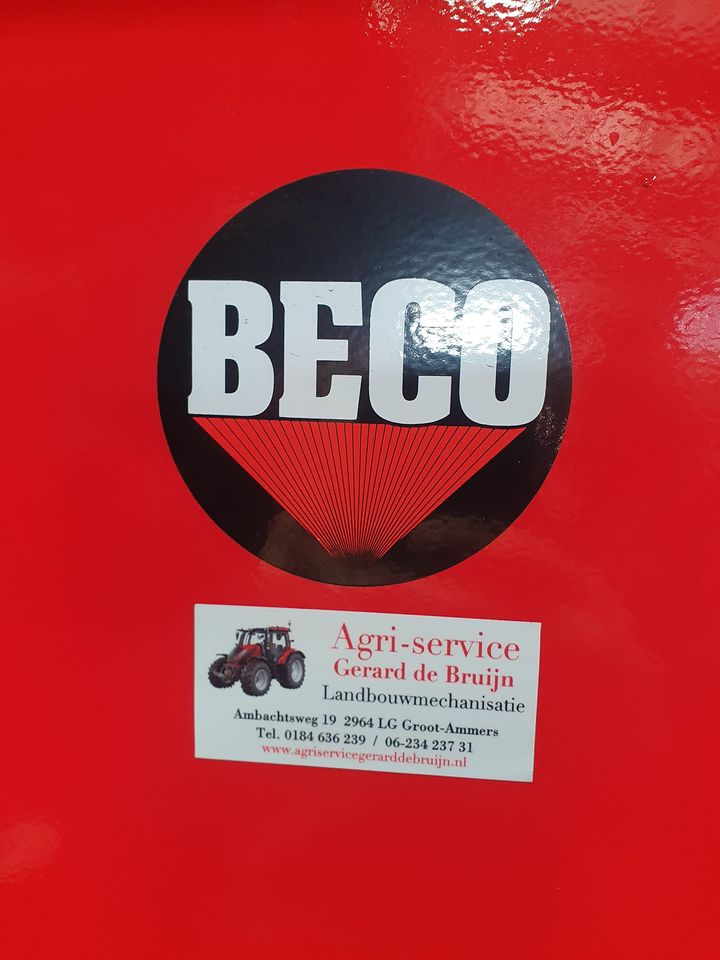 BECO
Agri-service
Gerard de Bruijn
Landbouwmechanisatie
Ambachtsweg 19 2964 LG Groot-Ammers
Tel. 0184 636 239 / 06-234 237 31
www.agriservicegerarddebruijn.nl